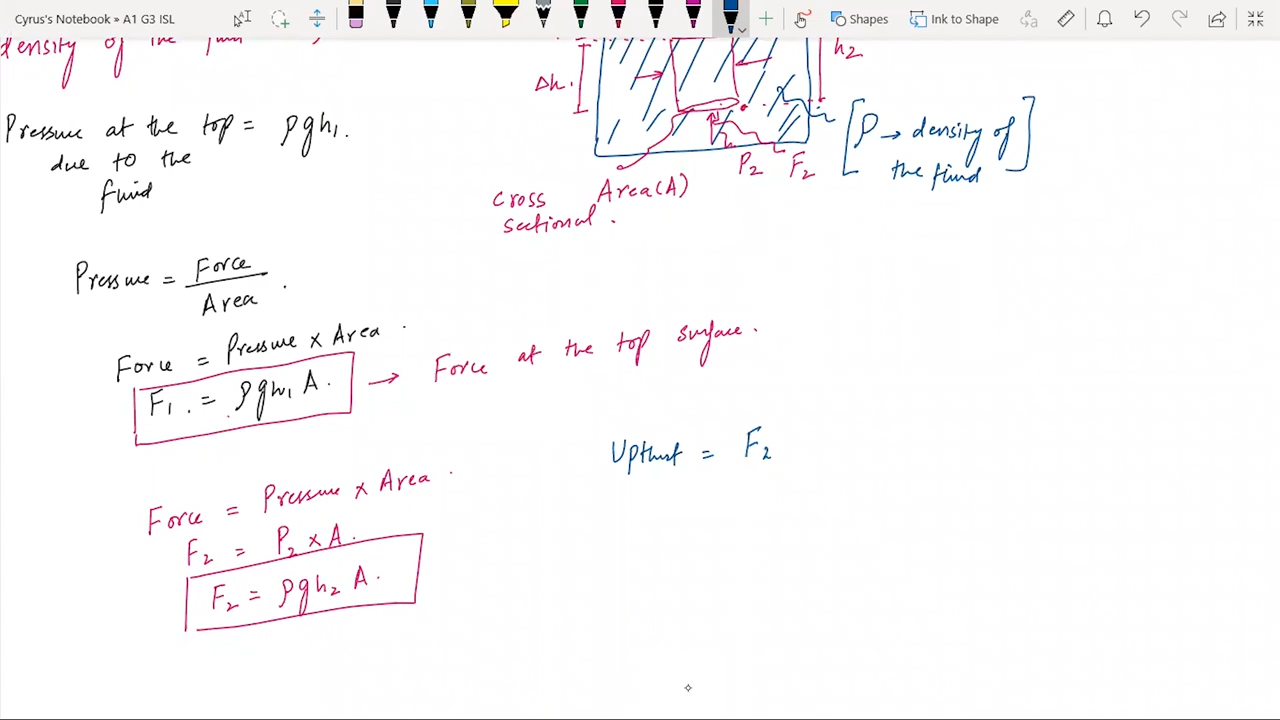 Cyrus's Notebook » A1 G3 ISL
Shapes
Ink to Shape
density of the fluid
Δh.
h2
Pressure at the top = ρgh1.
due to the
fluid
P2 F2
[ρ → density of
the fluid]
cross Area(A)
sectional.
Pressure = Force
Area.
Force = Pressure × Area.
F1. = ρgh1 A. → Force at the top surface.
Upthust = F2
Force = Pressure × Area.
F2 = P2 × A.
F2 = ρgh2 A.